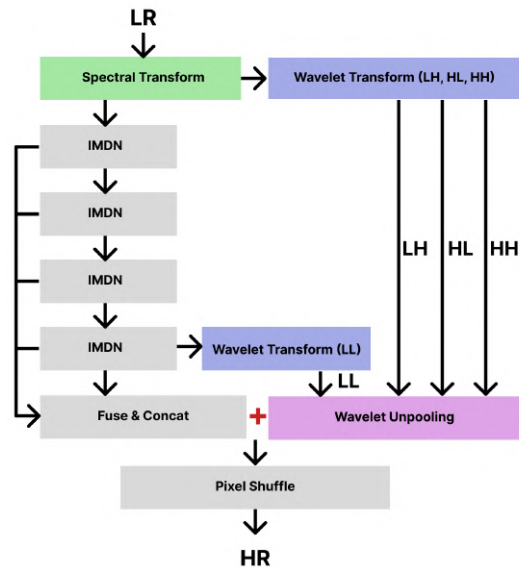 LR
Spectral Transform
Wavelet Transform (LH, HL, HH)
IMDN
IMDN
LH
HL
HH
IMDN
IMDN
Wavelet Transform (LL)
LL
Fuse & Concat
+
Wavelet Unpooling
Pixel Shuffle
HR